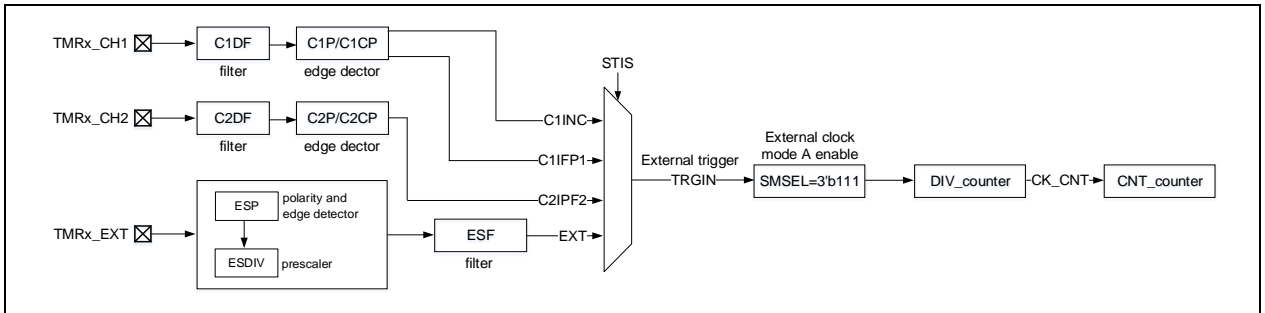 TMRx_CH1
C1DF
filter
C1P/C1CP
edge dector
STIS
TMRx_CH2
C2DF
filter
C2P/C2CP
edge dector
C1INC
C1IFP1
C2IPF2
EXT
External trigger
TRGIN
External clock
mode A enable
SMSEL=3'b111
DIV_counter
CK_CNT
CNT_counter
TMRx_EXT
ESP
polarity and
edge detector
ESDIV
prescaler
ESF
filter